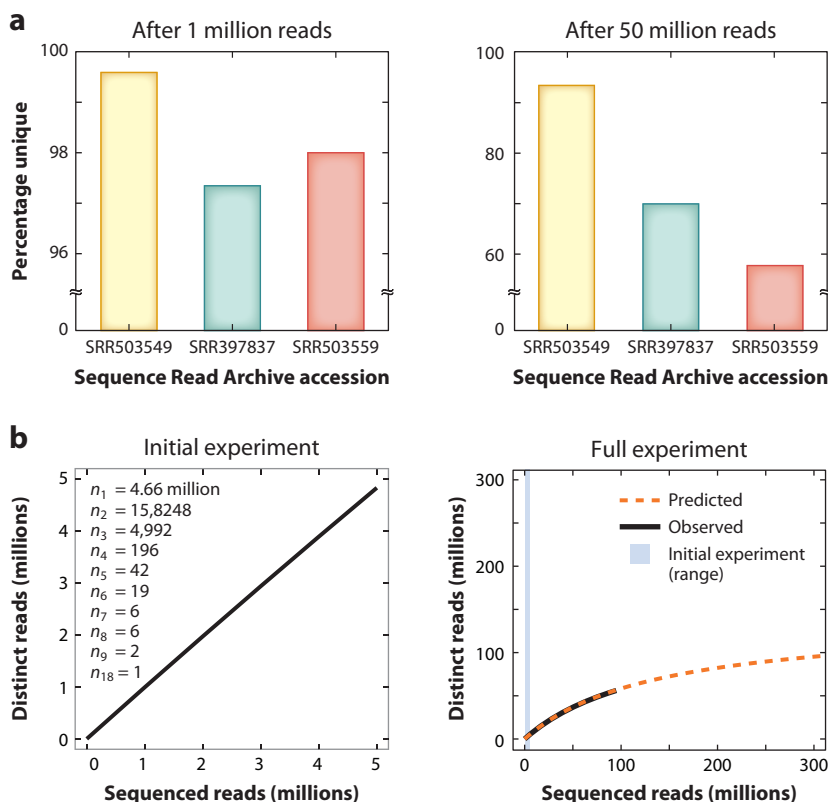 a
After 1 million reads
100
98
96
0
Percentage unique
SRR503549
SRR397837
SRR503559
Sequence Read Archive accession
After 50 million reads
100
80
60
0
SRR503549
SRR397837
SRR503559
Sequence Read Archive accession
b
Initial experiment
5
4
3
2
1
0
Distinct reads (millions)
n1 = 4.66 million
n2 = 15,8248
n3 = 4,992
n4 = 196
n5 = 42
n6 = 19
n7 = 6
n8 = 6
n9 = 2
n18 = 1
0 1 2 3 4 5
Sequenced reads (millions)
Full experiment
300
200
100
0
Distinct reads (millions)
Predicted
Observed
Initial experiment
(range)
0 100 200 300
Sequenced reads (millions)